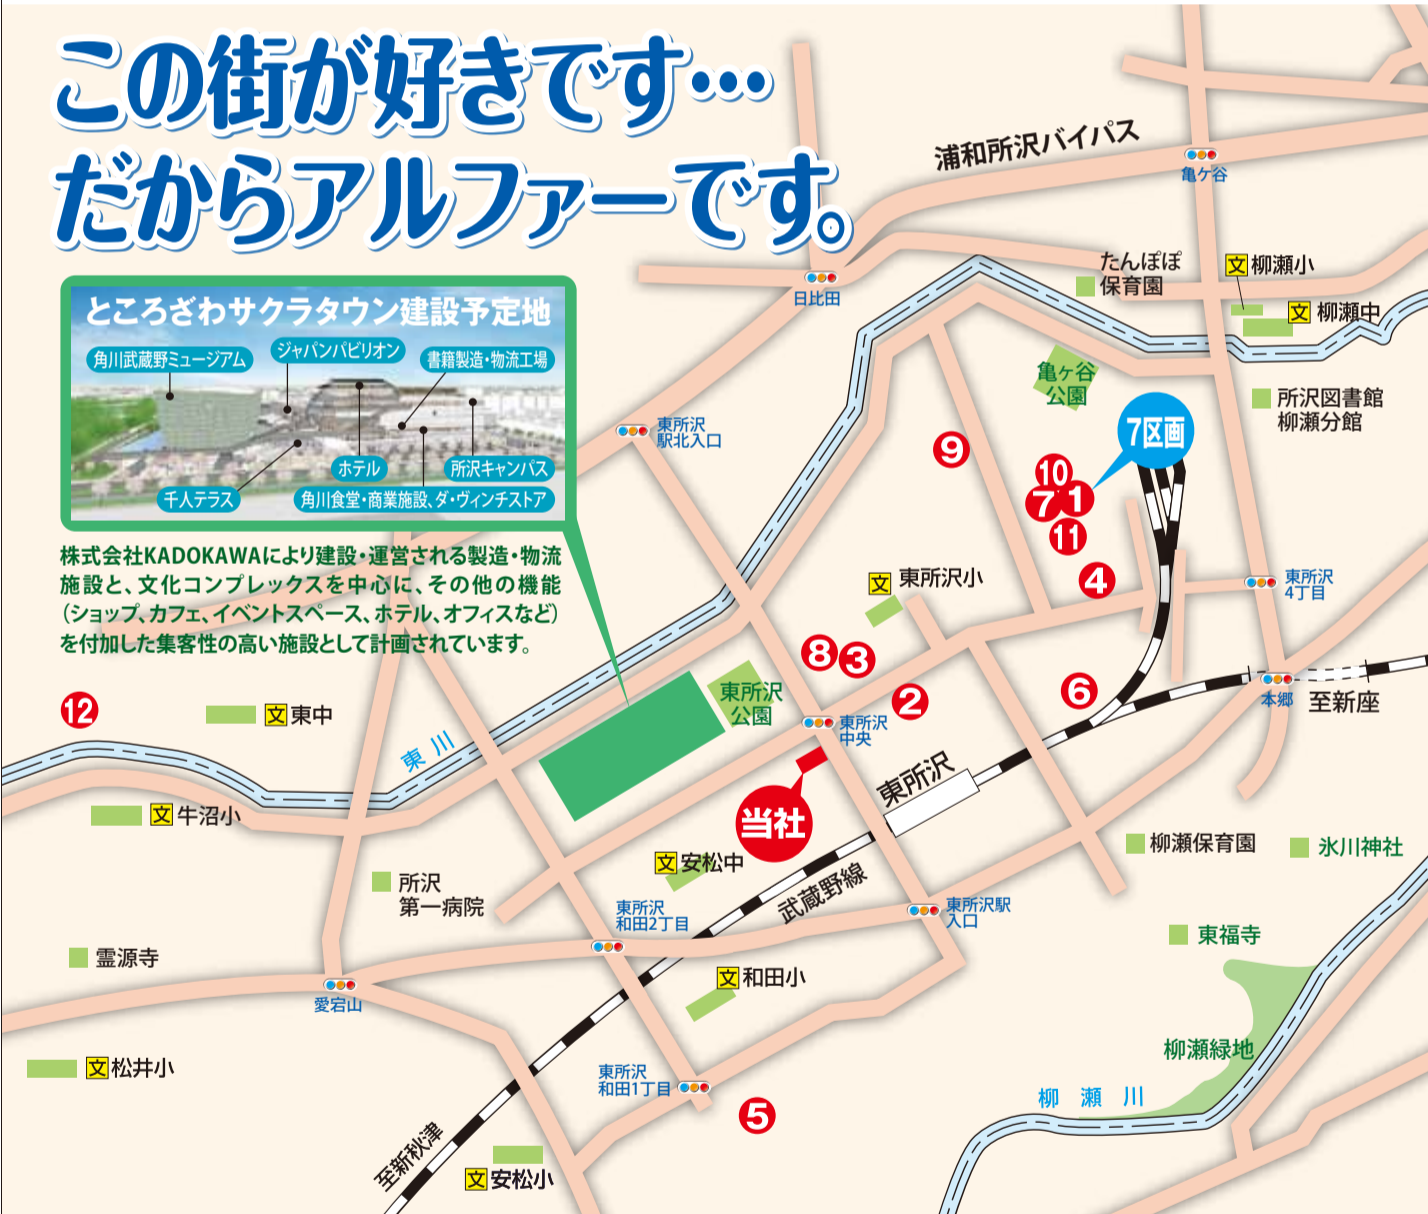 この街が好きです…
だからアルファーです。
浦和所沢バイパス
亀ケ谷
日比田
たんぽぽ
保育園
文 柳瀬小
文 柳瀬中
ところざわサクラタウン建設予定地
角川武蔵野ミュージアム
ジャパンパビリオン
書籍製造・物流工場
ホテル
所沢キャンパス
千人テラス
角川食堂・商業施設、ダ・ヴィンチストア
株式会社KADOKAWAにより建設・運営される製造・物流
施設と、文化コンプレックスを中心に、その他の機能
（ショップ、カフェ、イベントスペース、ホテル、オフィスなど）
を付加した集客性の高い施設として計画されています。
亀ヶ谷
公園
所沢図書館
柳瀬分館
7区画
東所沢
駅北入口
9
10
7
1
11
4
文 東所沢小
東所沢
4丁目
8
3
2
6
本郷
至新座
12
文 東中
東所沢
公園
東所沢
中央
東川
東所沢
文 牛沼小
当社
柳瀬保育園
氷川神社
文 安松中
武蔵野線
所沢
第一病院
東所沢
和田2丁目
東所沢駅
入口
東福寺
霊源寺
愛宕山
文 和田小
柳瀬緑地
文 松井小
東所沢
和田1丁目
柳瀬川
5
至新秋津
文 安松小